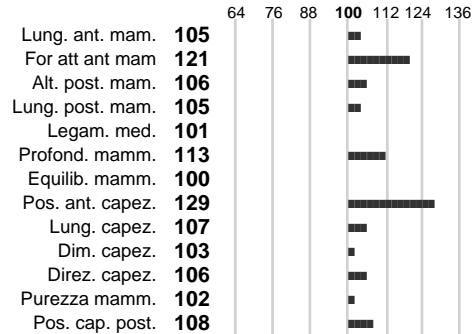 64 76 88 100 112 124 136
Lung. ant. mam. 105
For att ant mam 121
Alt. post. mam. 106
Lung. post. mam. 105
Legam. med. 101
Profond. mamm. 113
Equilib. mamm. 100
Pos. ant. capez. 129
Lung. capez. 107
Dim. capez. 103
Direz. capez. 106
Purezza mamm. 102
Pos. cap. post. 108